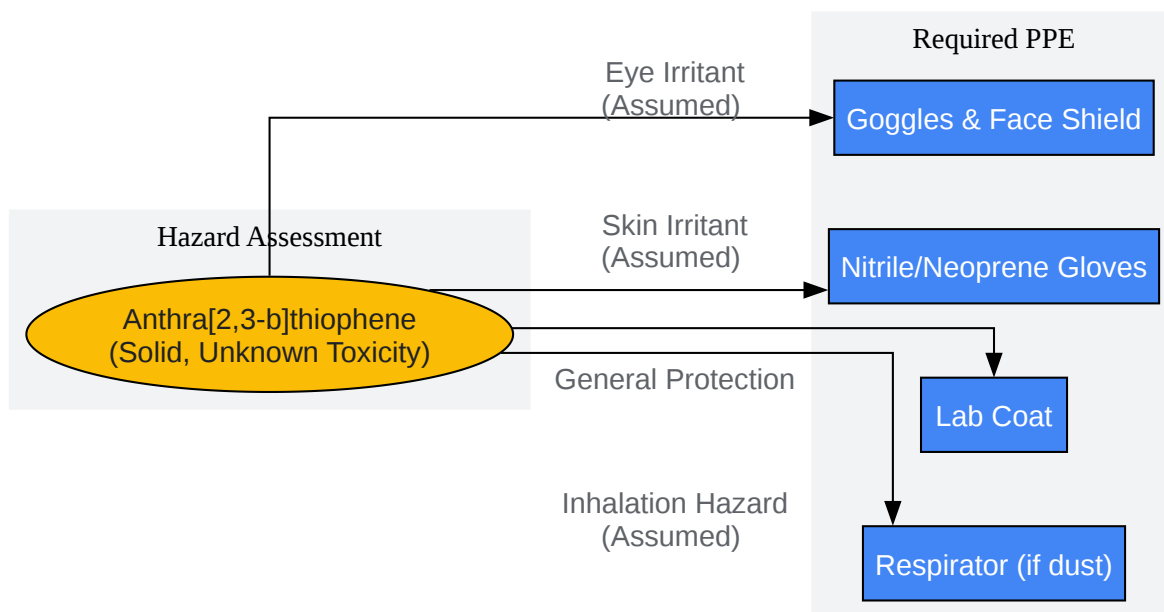 Required PPE
Eye Irritant
(Assumed)
Goggles & Face Shield
Hazard Assessment
Skin Irritant
(Assumed)
Nitrile/Neoprene Gloves
Anthra[2,3-b]thiophene
(Solid, Unknown Toxicity)
General Protection
Lab Coat
Inhalation Hazard
(Assumed)
Respirator (if dust)